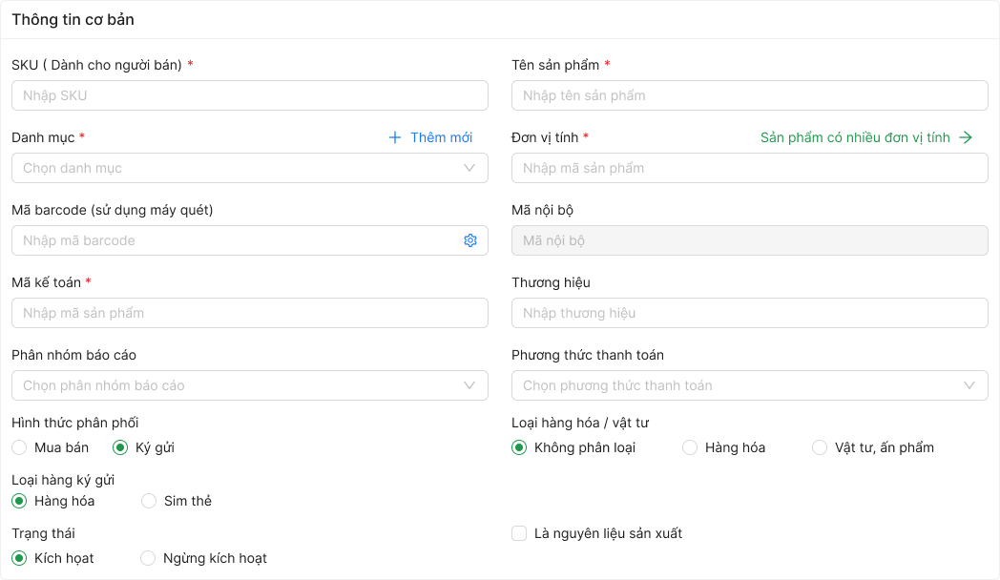 Thông tin cơ bản
SKU ( Dành cho người bán) *
Tên sản phẩm *
Nhập SKU
Nhập tên sản phẩm
Danh mục *
Thêm mới
Đơn vị tính *
Sản phẩm có nhiều đơn vị tính
Chọn danh mục
Nhập mã sản phẩm
Mã barcode (sử dụng máy quét)
Mã nội bộ
Nhập mã barcode
Mã nội bộ
Mã kế toán *
Thương hiệu
Nhập mã sản phẩm
Nhập thương hiệu
Phân nhóm báo cáo
Phương thức thanh toán
Chọn phân nhóm báo cáo
Chọn phương thức thanh toán
Hình thức phân phối
Loại hàng hóa / vật tư
Mua bán
Ký gửi
Không phân loại
Hàng hóa
Vật tư, ấn phẩm
Loại hàng ký gửi
Hàng hóa
Sim thẻ
Trạng thái
Là nguyên liệu sản xuất
Kích họat
Ngừng kích hoạt